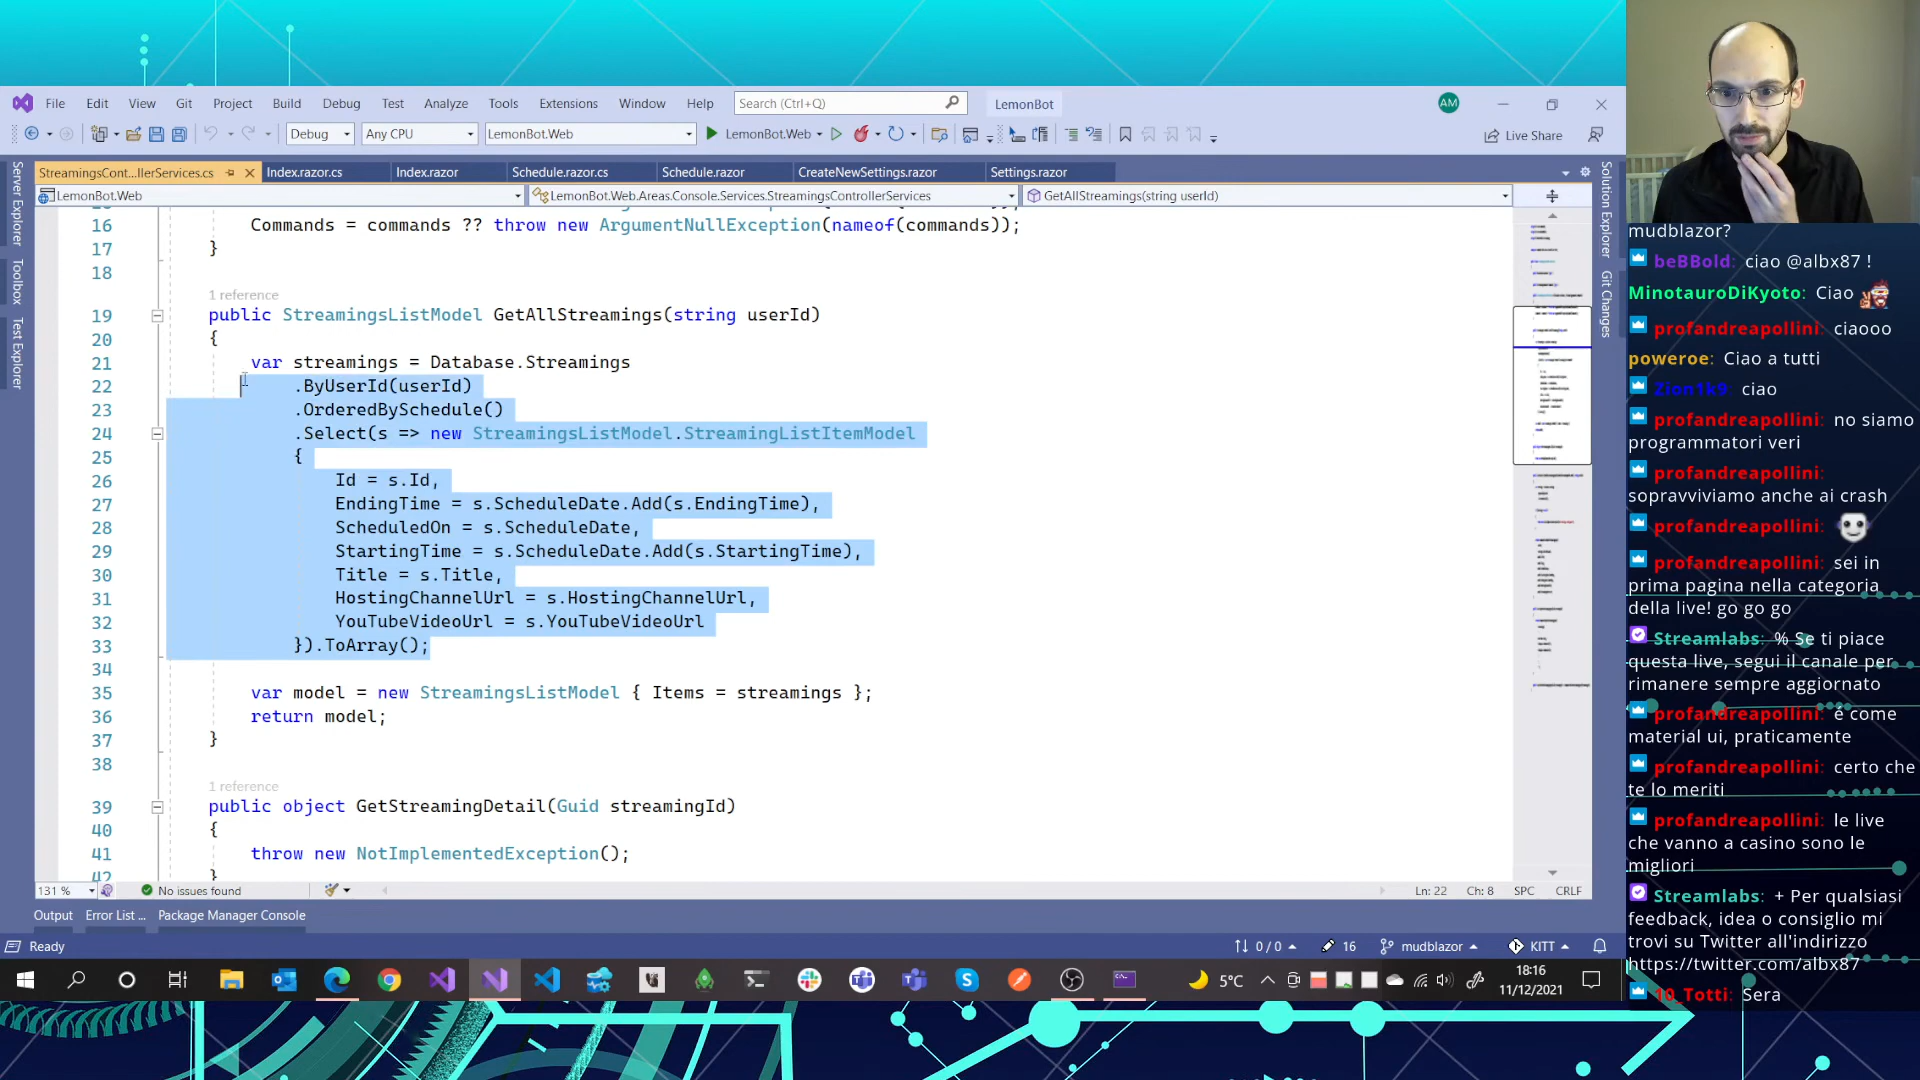 File Edit View Git Project Build Debug Test Analyze Tools Extensions Window Help Search (Ctrl+Q) LemonBot AM
Debug Any CPU LemonBot.Web LemonBot.Web Live Share
StreamingsCont...llerServices.cs Index.razor.cs Index.razor Schedule.razor.cs Schedule.razor CreateNewSettings.razor Settings.razor
LemonBot.Web LemonBot.Web.Areas.Console.Services.StreamingsControllerServices GetAllStreamings(string userId)
Server Explorer
Toolbox
Test Explorer
16 Commands = commands ?? throw new ArgumentNullException(nameof(commands));
17 }
18
1 reference
19 public StreamingsListModel GetAllStreamings(string userId)
20 {
21 var streamings = Database.Streamings
22 .ByUserId(userId)
23 .OrderedBySchedule()
24 .Select(s => new StreamingsListModel.StreamingListItemModel
25 {
26 Id = s.Id,
27 EndingTime = s.ScheduleDate.Add(s.EndingTime),
28 ScheduledOn = s.ScheduleDate,
29 StartingTime = s.ScheduleDate.Add(s.StartingTime),
30 Title = s.Title,
31 HostingChannelUrl = s.HostingChannelUrl,
32 YouTubeVideoUrl = s.YouTubeVideoUrl
33 }).ToArray();
34
35 var model = new StreamingsListModel { Items = streamings };
36 return model;
37 }
38
1 reference
39 public object GetStreamingDetail(Guid streamingId)
40 {
41 throw new NotImplementedException();
42 }
Solution Explorer
Git Changes
131 % No issues found Ln: 22 Ch: 8 SPC CRLF
Output Error List ... Package Manager Console
Ready 0 / 0 16 mudblazor KITT
5°C 18:16
11/12/2021
mudblazor?
beBBold: ciao @albx87 !
MinotauroDiKyoto: Ciao
profandreapollini: ciaooo
poweroe: Ciao a tutti
Zion1k9: ciao
profandreapollini: no siamo
programmatori veri
profandreapollini:
sopravviviamo anche ai crash
profandreapollini:
profandreapollini: sei in
prima pagina nella categoria
della live! go go go
Streamlabs: % Se ti piace
questa live, segui il canale per
rimanere sempre aggiornato
profandreapollini: é come
material ui, praticamente
profandreapollini: certo che
te lo meriti
profandreapollini: le live
che vanno a casino sono le
migliori
Streamlabs: + Per qualsiasi
feedback, idea o consiglio mi
trovi su Twitter all'indirizzo
https://twitter.com/albx87
10_Totti: Sera